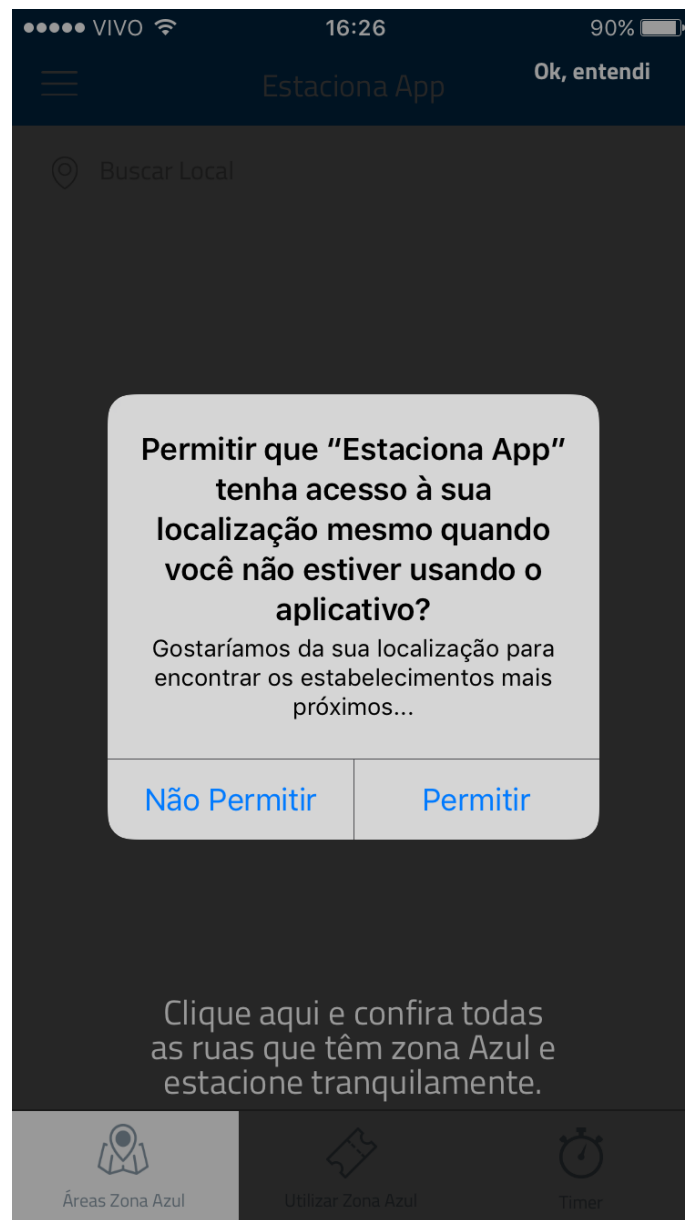 VIVO 16:26 90%
Estaciona App Ok, entendi
Buscar Local
Permitir que “Estaciona App”
tenha acesso à sua
localização mesmo quando
você não estiver usando o
aplicativo?
Gostaríamos da sua localização para
encontrar os estabelecimentos mais
próximos...
Não Permitir Permitir
Clique aqui e confira todas
as ruas que têm zona Azul e
estacione tranquilamente.
Áreas Zona Azul Utilizar Zona Azul Timer